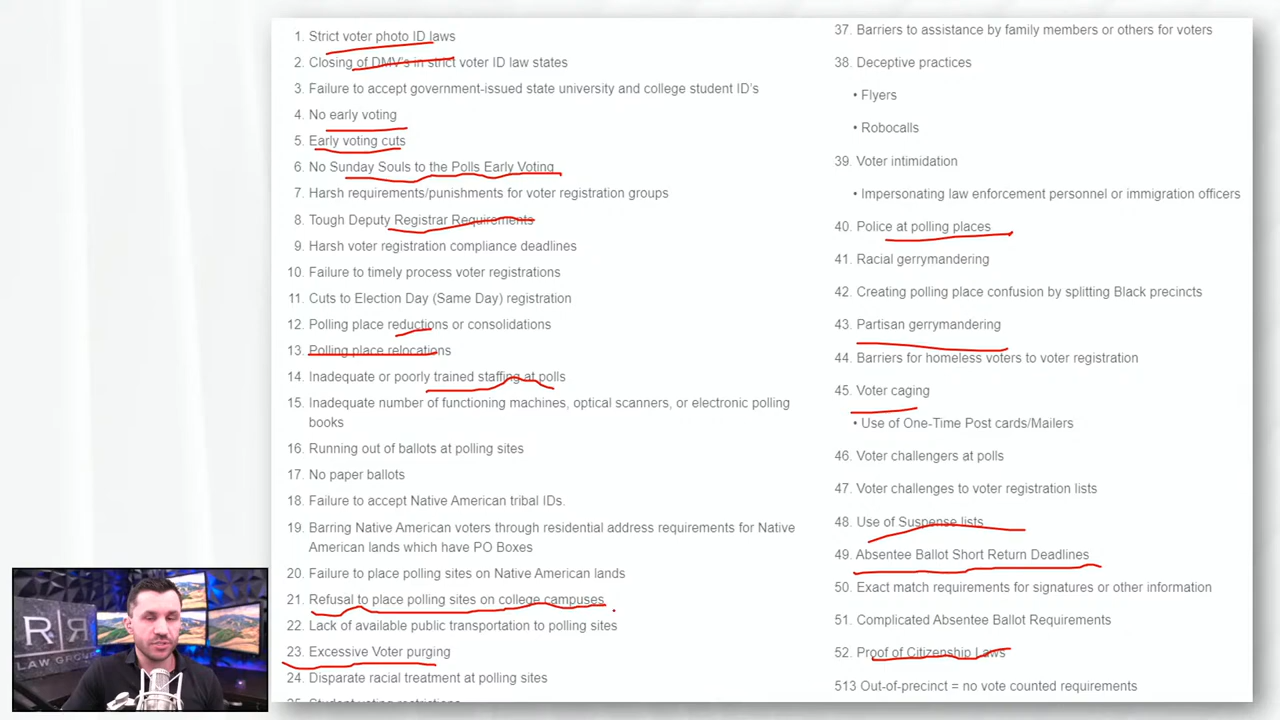 1. Strict voter photo ID laws
2. Closing of DMV's in strict voter ID law states
3. Failure to accept government-issued state university and college student ID's
4. No early voting
5. Early voting cuts
6. No Sunday Souls to the Polls Early Voting
7. Harsh requirements/punishments for voter registration groups
8. Tough Deputy Registrar Requirements
9. Harsh voter registration compliance deadlines
10. Failure to timely process voter registrations
11. Cuts to Election Day (Same Day) registration
12. Polling place reductions or consolidations
13. Polling place relocations
14. Inadequate or poorly trained staffing at polls
15. Inadequate number of functioning machines, optical scanners, or electronic polling
books
16. Running out of ballots at polling sites
17. No paper ballots
18. Failure to accept Native American tribal IDs.
19. Barring Native American voters through residential address requirements for Native
American lands which have PO Boxes
20. Failure to place polling sites on Native American lands
21. Refusal to place polling sites on college campuses
22. Lack of available public transportation to polling sites
23. Excessive Voter purging
24. Disparate racial treatment at polling sites
25. Student voting restrictions
37. Barriers to assistance by family members or others for voters
38. Deceptive practices
• Flyers
• Robocalls
39. Voter intimidation
• Impersonating law enforcement personnel or immigration officers
40. Police at polling places
41. Racial gerrymandering
42. Creating polling place confusion by splitting Black precincts
43. Partisan gerrymandering
44. Barriers for homeless voters to voter registration
45. Voter caging
• Use of One-Time Post cards/Mailers
46. Voter challengers at polls
47. Voter challenges to voter registration lists
48. Use of Suspense lists
49. Absentee Ballot Short Return Deadlines
50. Exact match requirements for signatures or other information
51. Complicated Absentee Ballot Requirements
52. Proof of Citizenship Laws
513 Out-of-precinct = no vote counted requirements
R R
LAW GROUP